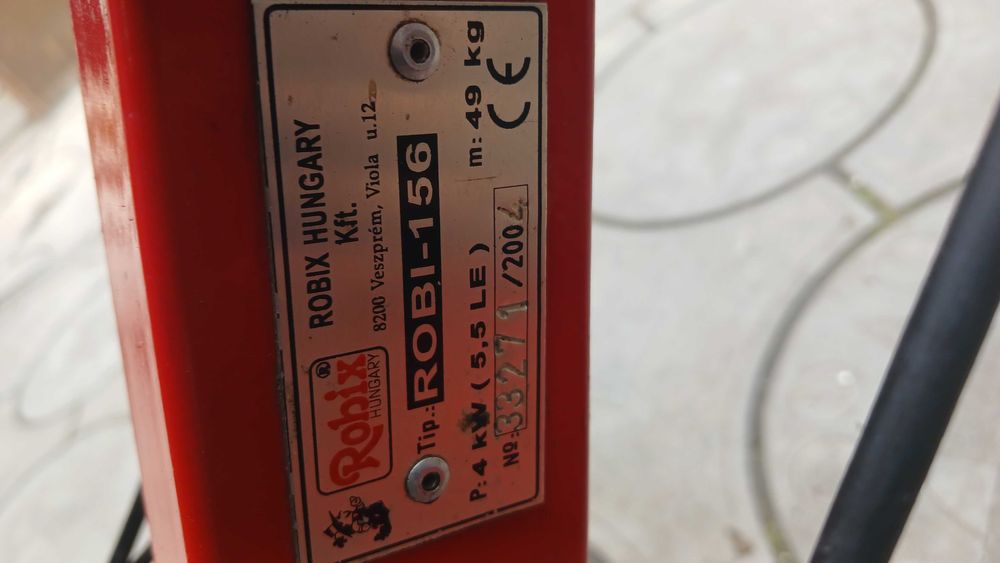 Robix®
HUNGARY
ROBIX HUNGARY
Kft.
8200 Veszprém, Viola u.12.
Tip.: ROBI-156
P: 4 kW ( 5,5 LE ) m: 49 kg
Nº: 33271 /2004 CE